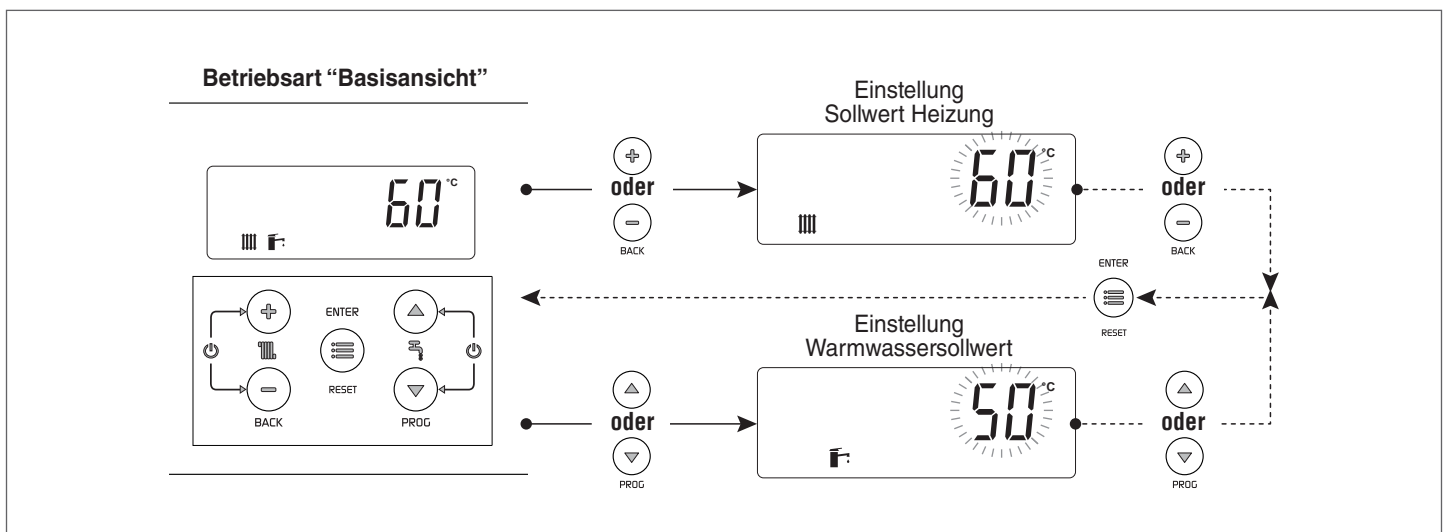 Betriebsart “Basisansicht”
60 °C
ENTER
RESET
BACK
PROG
oder
BACK
Einstellung
Sollwert Heizung
60 °C
oder
BACK
ENTER
RESET
oder
PROG
Einstellung
Warmwassersollwert
50 °C
oder
PROG